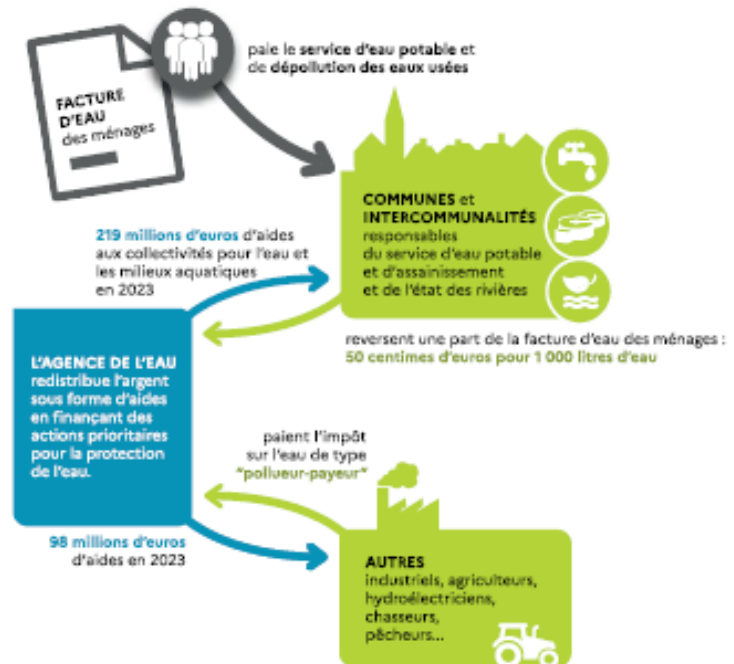 FACTURE
D'EAU
des ménages
paie le service d'eau potable et
de dépollution des eaux usées
COMMUNES et
INTERCOMMUNALITÉS
responsables
du service d'eau potable
et d'assainissement
et de l'état des rivières
219 millions d'euros d'aides
aux collectivités pour l'eau et
les milieux aquatiques
en 2023
reversent une part de la facture d'eau des ménages :
50 centimes d'euros pour 1 000 litres d'eau
L'AGENCE DE L'EAU
redistribue l'argent
sous forme d'aides
en finançant des
actions prioritaires
pour la protection
de l'eau.
paient l'impôt
sur l'eau de type
"pollueur-payeur"
98 millions d'euros
d'aides en 2023
AUTRES
industriels, agriculteurs,
hydroélectriciens,
chasseurs,
pêcheurs...